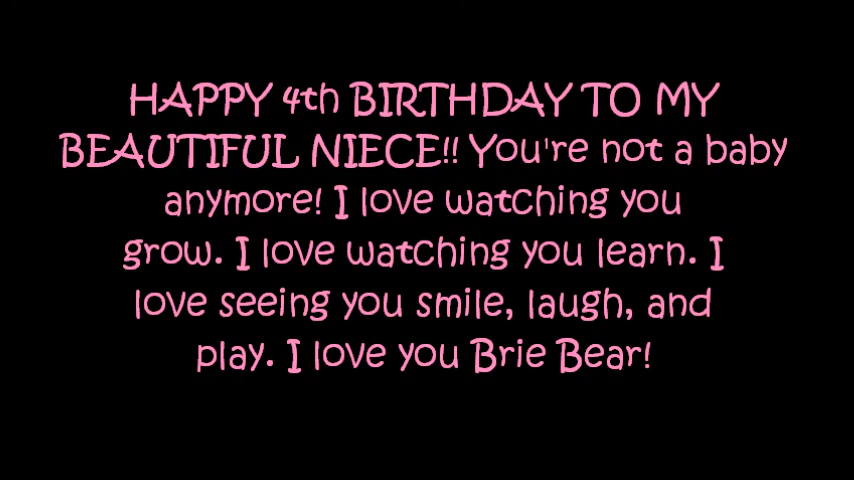 HAPPY 4th BIRTHDAY TO MY
BEAUTIFUL NIECE!! You're not a baby
anymore! I love watching you
grow. I love watching you learn. I
love seeing you smile, laugh, and
play. I love you Brie Bear!